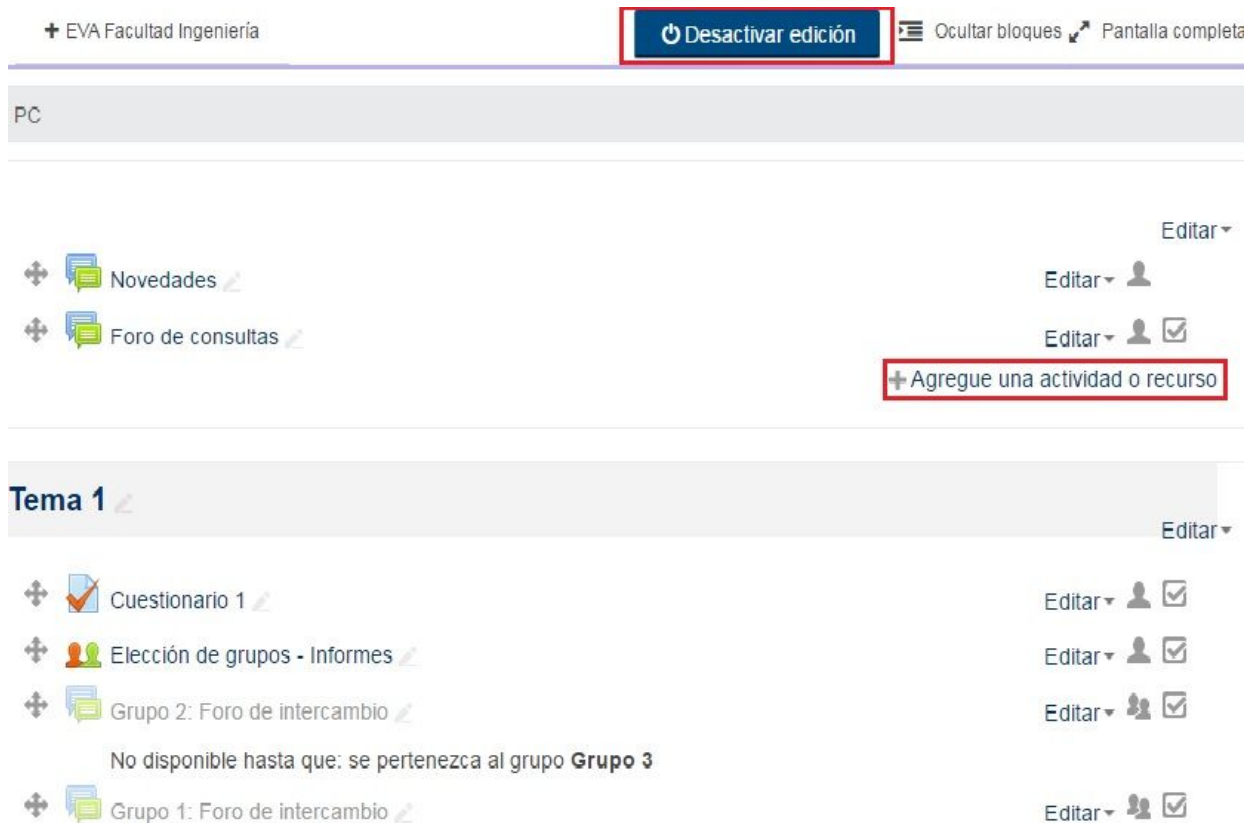 EVA Facultad Ingeniería Desactivar edición Ocultar bloques Pantalla completa
PC
Editar
Novedades Editar
Foro de consultas Editar
Agregue una actividad o recurso
Tema 1
Editar
Cuestionario 1 Editar
Elección de grupos - Informes Editar
Grupo 2: Foro de intercambio Editar
No disponible hasta que: se pertenezca al grupo Grupo 3
Grupo 1: Foro de intercambio Editar